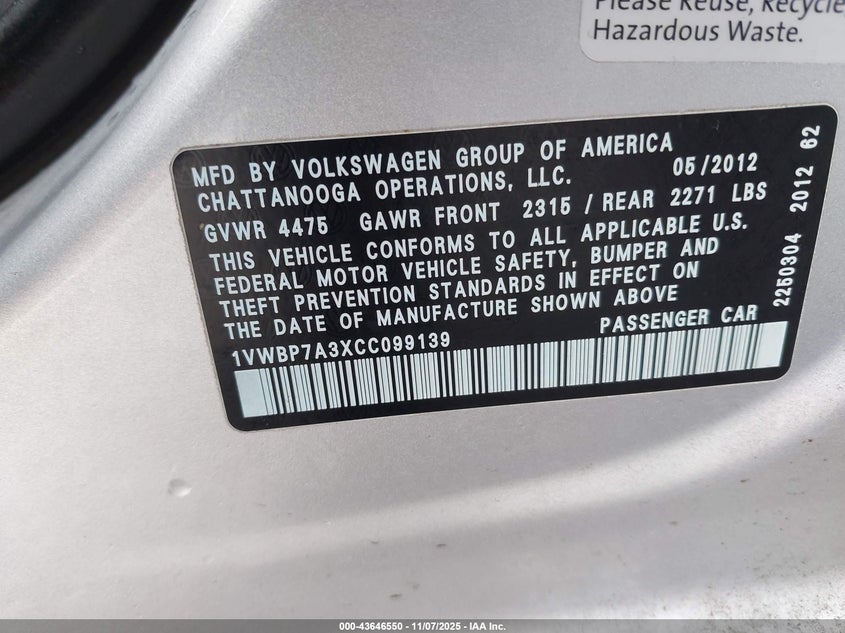 Please Reuse, Recycle
Hazardous Waste.
MFD BY VOLKSWAGEN GROUP OF AMERICA
CHATTANOOGA OPERATIONS, LLC. 05/2012
GVWR 4475 GAWR FRONT 2315 / REAR 2271 LBS
THIS VEHICLE CONFORMS TO ALL APPLICABLE U.S.
FEDERAL MOTOR VEHICLE SAFETY, BUMPER AND
THEFT PREVENTION STANDARDS IN EFFECT ON
THE DATE OF MANUFACTURE SHOWN ABOVE
1VWBP7A3XCC099139 PASSENGER CAR
2250304 2012 62
000-43646550 - 11/07/2025 - IAA Inc.